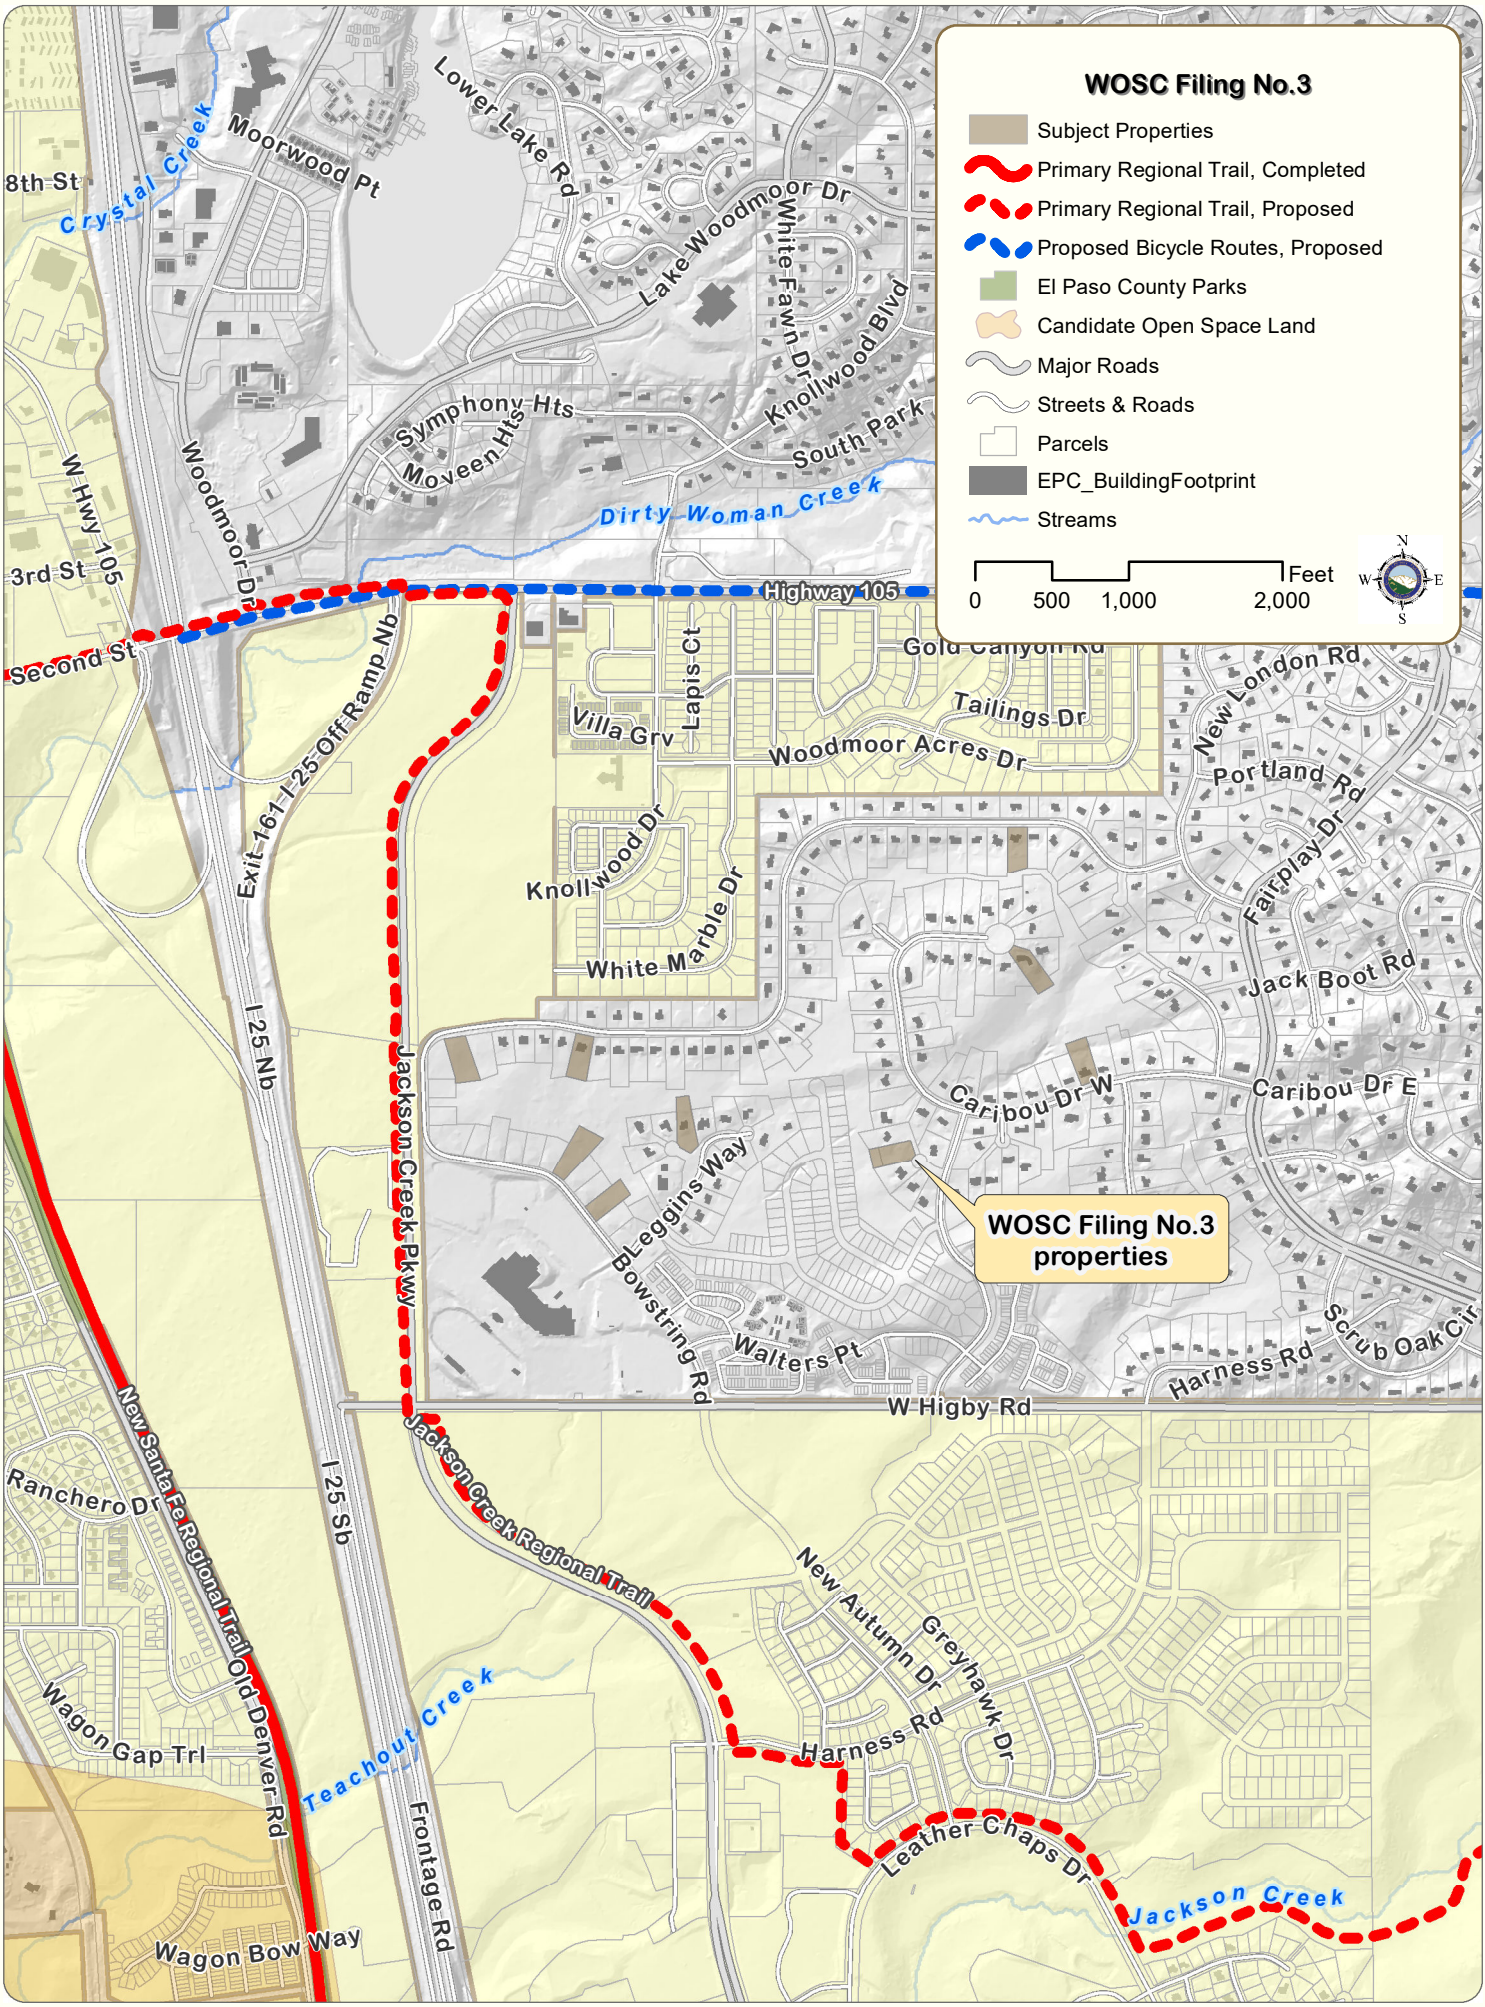 WOSC Filing No.3
Subject Properties
Primary Regional Trail, Completed
Primary Regional Trail, Proposed
Proposed Bicycle Routes, Proposed
El Paso County Parks
Candidate Open Space Land
Major Roads
Streets & Roads
Parcels
EPC_BuildingFootprint
Streams
Feet
0 500 1,000 2,000
N
W E
S
Lower Lake Rd
Moorwood Pt
8th St
Crystal Creek
Lake Woodmoor Dr
White Fawn Dr
Knollwood Blvd
Symphony Hts
Moveen Hts
South Park
W Hwy 105
Woodmoor Dr
Dirty Woman Creek
3rd St
Highway 105
Second St
Exit 161 I 25 Off Ramp Nb
Lapis Ct
Gold Canyon Rd
New London Rd
Villa Grv
Tailings Dr
Woodmoor Acres Dr
Portland Rd
Fairplay Dr
Knollwood Dr
White Marble Dr
Jack Boot Rd
I 25 Nb
Jackson Creek Pkwy
Caribou Dr W
Caribou Dr E
Leggins Way
WOSC Filing No.3
properties
Bowstring Rd
Walters Pt
Scrub Oak Cir
Harness Rd
W Higby Rd
New Santa Fe Regional Trail
Jackson Creek Regional Trail
Ranchero Dr
I 25 Sb
New Autumn Dr
Greyhawk Dr
Old Denver Rd
Wagon Gap Trl
Teachout Creek
Harness Rd
Leather Chaps Dr
Frontage Rd
Jackson Creek
Wagon Bow Way